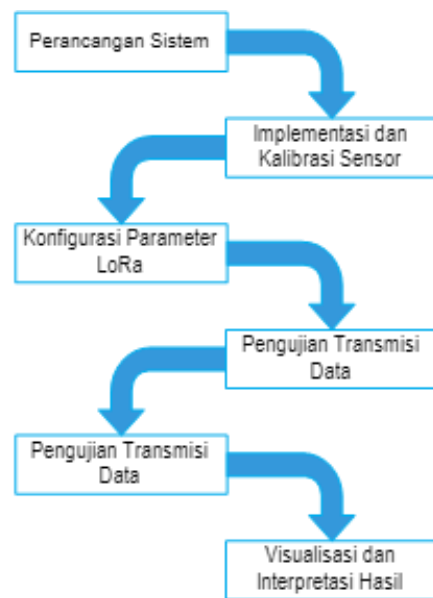 Perancangan Sistem
Implementasi dan
Kalibrasi Sensor
Konfigurasi Parameter
LoRa
Pengujian Transmisi
Data
Pengujian Transmisi
Data
Visualisasi dan
Interpretasi Hasil